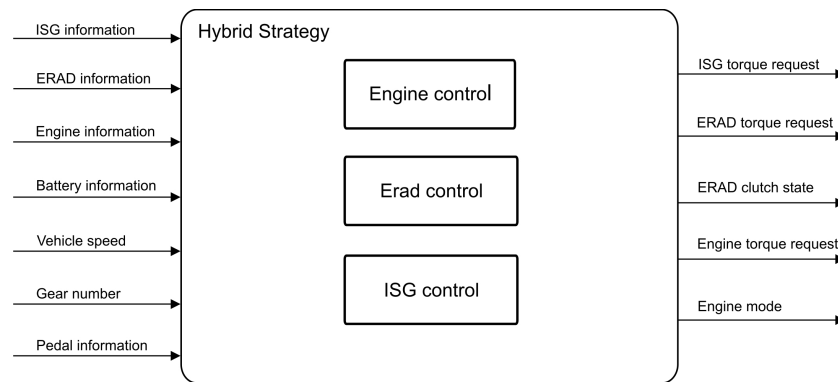 Hybrid Strategy
ISG information
ERAD information
Engine information
Battery information
Vehicle speed
Gear number
Pedal information
Engine control
Erad control
ISG control
ISG torque request
ERAD torque request
ERAD clutch state
Engine torque request
Engine mode